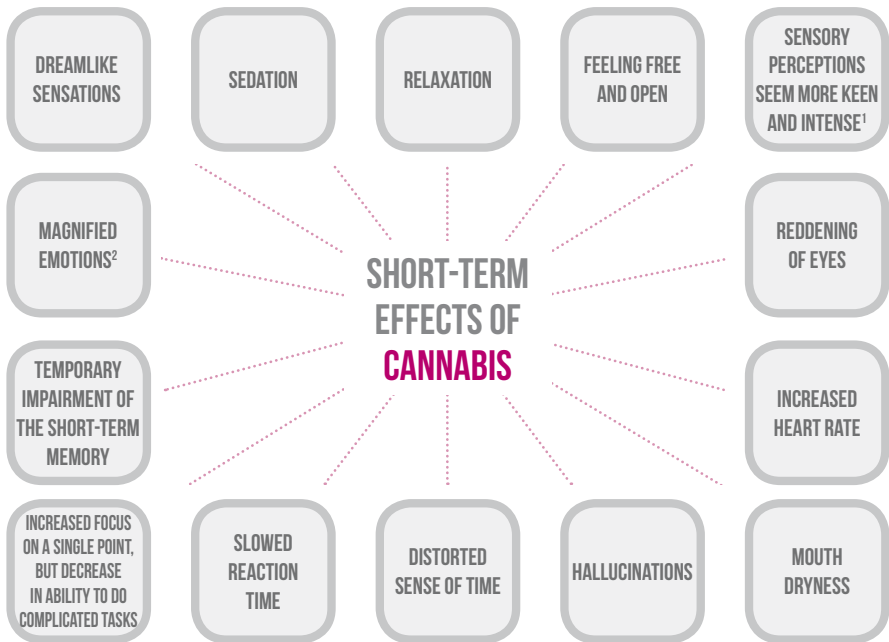 DREAMLIKE
SENSATIONS
SEDATION
RELAXATION
FEELING FREE
AND OPEN
SENSORY
PERCEPTIONS
SEEM MORE KEEN
AND INTENSE¹
MAGNIFIED
EMOTIONS²
SHORT-TERM
EFFECTS OF
CANNABIS
REDDENING
OF EYES
TEMPORARY
IMPAIRMENT OF
THE SHORT-TERM
MEMORY
INCREASED
HEART RATE
INCREASED FOCUS
ON A SINGLE POINT,
BUT DECREASE
IN ABILITY TO DO
COMPLICATED TASKS
SLOWED
REACTION
TIME
DISTORTED
SENSE OF TIME
HALLUCINATIONS
MOUTH
DRYNESS